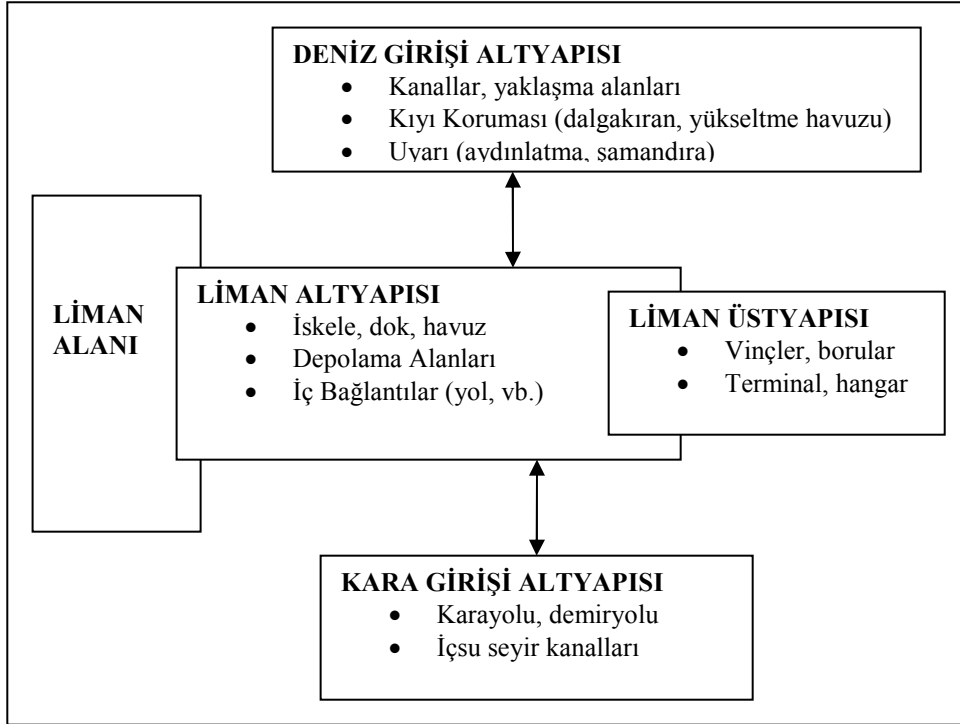 DENİZ GİRİŞİ ALTYAPISI
• Kanallar, yaklaşma alanları
• Kıyı Koruması (dalgakıran, yükseltme havuzu)
• Uyarı (aydınlatma, şamandıra)
LİMAN
ALANI
LİMAN ALTYAPISI
• İskele, dok, havuz
• Depolama Alanları
• İç Bağlantılar (yol, vb.)
LİMAN ÜSTYAPISI
• Vinçler, borular
• Terminal, hangar
KARA GİRİŞİ ALTYAPISI
• Karayolu, demiryolu
• İçsu seyir kanalları